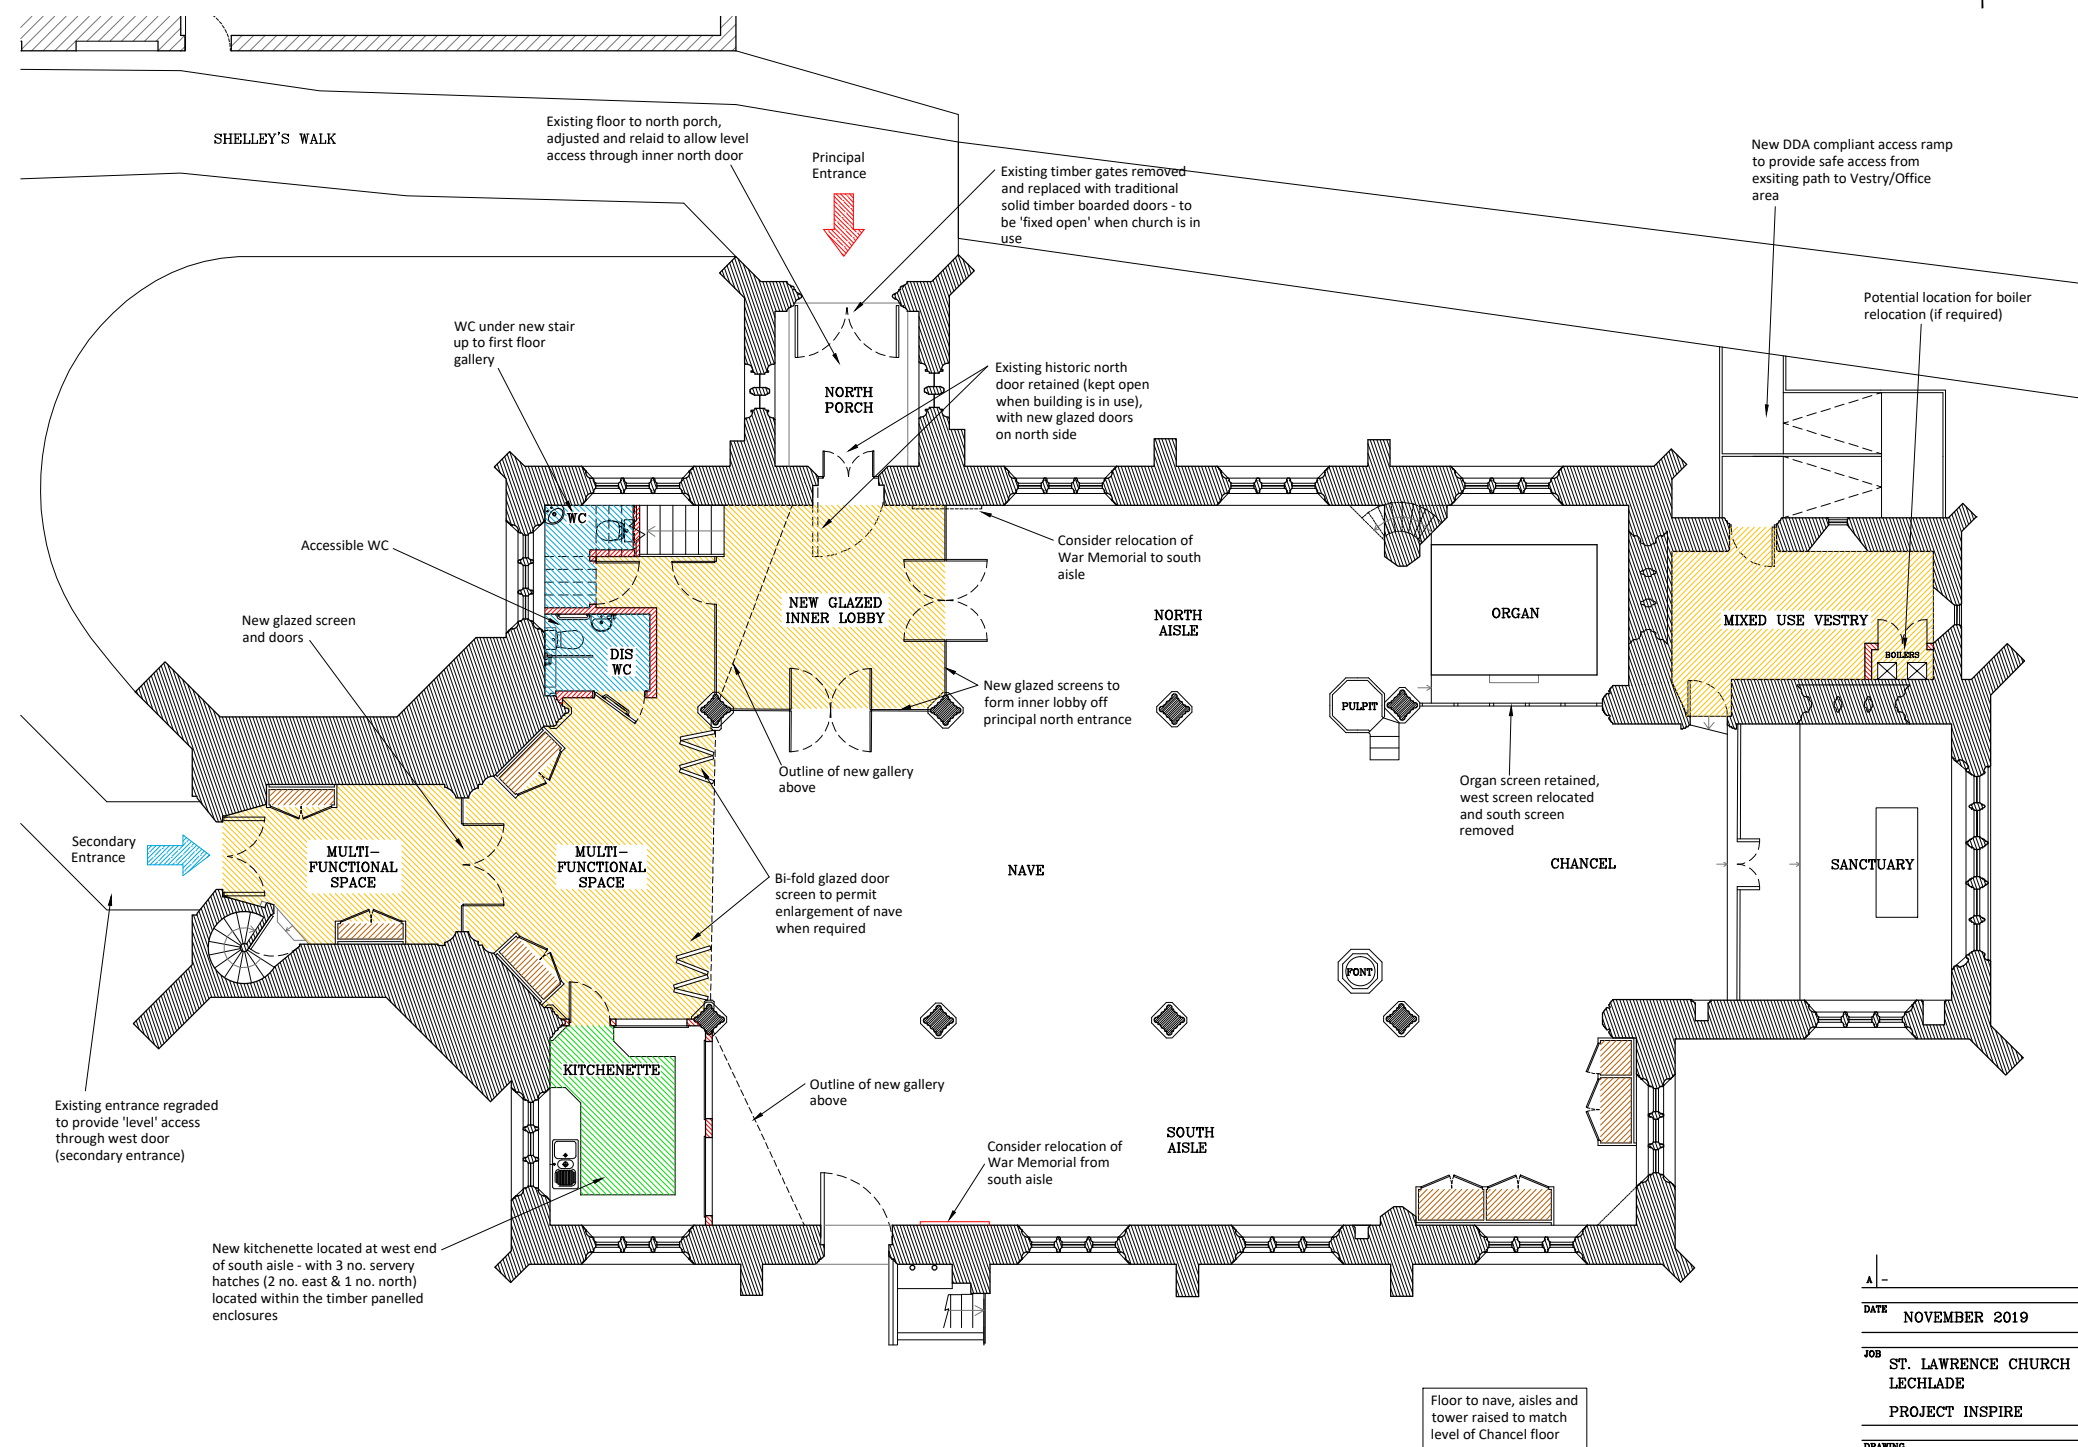 SHELLEY'S WALK
Existing floor to north porch,
adjusted and relaid to allow level
access through inner north door
Principal
Entrance
Existing timber gates removed
and replaced with traditional
solid timber boarded doors - to
be 'fixed open' when church is in
use
New DDA compliant access ramp
to provide safe access from
exsiting path to Vestry/Office
area
Potential location for boiler
relocation (if required)
WC under new stair
up to first floor
gallery
NORTH
PORCH
Existing historic north
door retained (kept open
when building is in use),
with new glazed doors
on north side
WC
Accessible WC
Consider relocation of
War Memorial to south
aisle
NEW GLAZED
INNER LOBBY
NORTH
AISLE
ORGAN
MIXED USE VESTRY
BOILERS
New glazed screen
and doors
DIS
WC
New glazed screens to
form inner lobby off
principal north entrance
PULPIT
Outline of new gallery
above
Organ screen retained,
west screen relocated
and south screen
removed
Secondary
Entrance
MULTI-
FUNCTIONAL
SPACE
MULTI-
FUNCTIONAL
SPACE
NAVE
CHANCEL
SANCTUARY
Bi-fold glazed door
screen to permit
enlargement of nave
when required
FONT
KITCHENETTE
Outline of new gallery
above
Existing entrance regraded
to provide 'level' access
through west door
(secondary entrance)
SOUTH
AISLE
Consider relocation of
War Memorial from
south aisle
New kitchenette located at west end
of south aisle - with 3 no. servery
hatches (2 no. east & 1 no. north)
located within the timber panelled
enclosures
A -
DATE NOVEMBER 2019
JOB ST. LAWRENCE CHURCH
LECHLADE
PROJECT INSPIRE
Floor to nave, aisles and
tower raised to match
level of Chancel floor
DRAWING